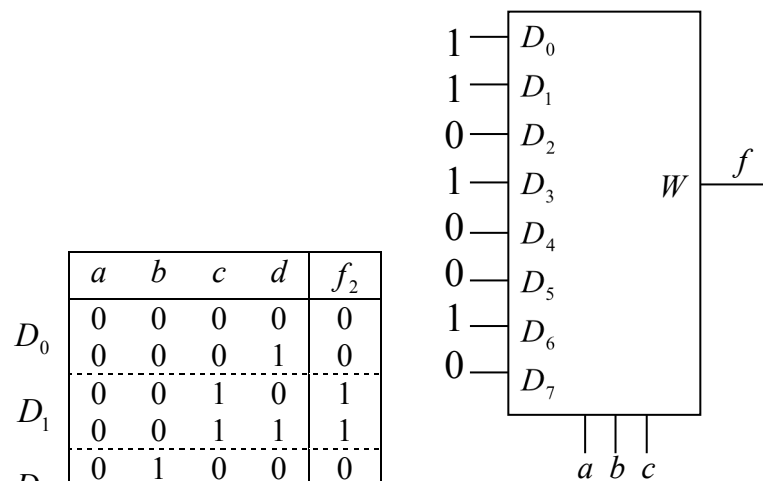 1 D₀
1 D₁
0 D₂
1 D₃
0 D₄
0 D₅
1 D₆
0 D₇
W f
a b c
a b c d f₂
D₀ 0 0 0 0 0
0 0 0 1 0
D₁ 0 0 1 0 1
0 0 1 1 1
0 1 0 0 0